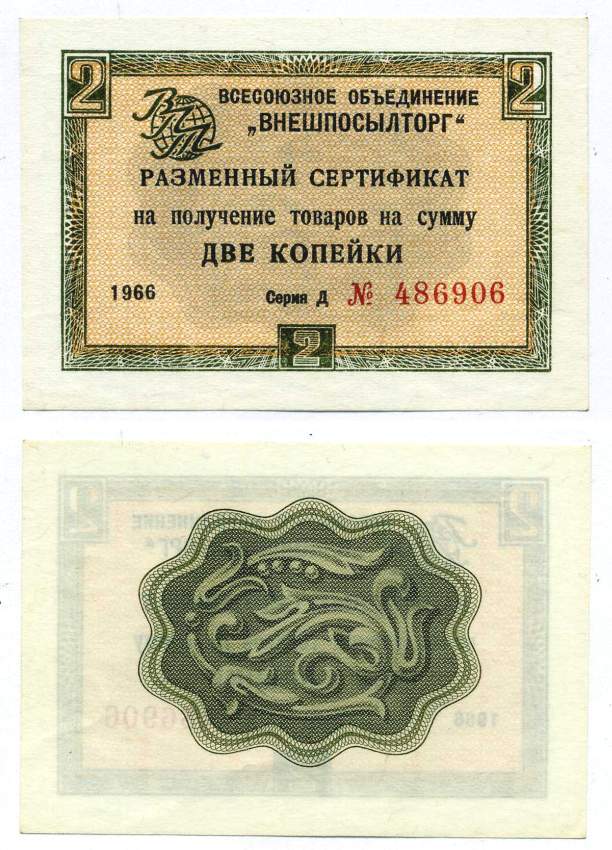 2
2
ВПТ
ВСЕСОЮЗНОЕ ОБЪЕДИНЕНИЕ
„ВНЕШПОСЫЛТОРГ“
РАЗМЕННЫЙ СЕРТИФИКАТ
на получение товаров на сумму
ДВЕ КОПЕЙКИ
1966 Серия Д № 486906
2